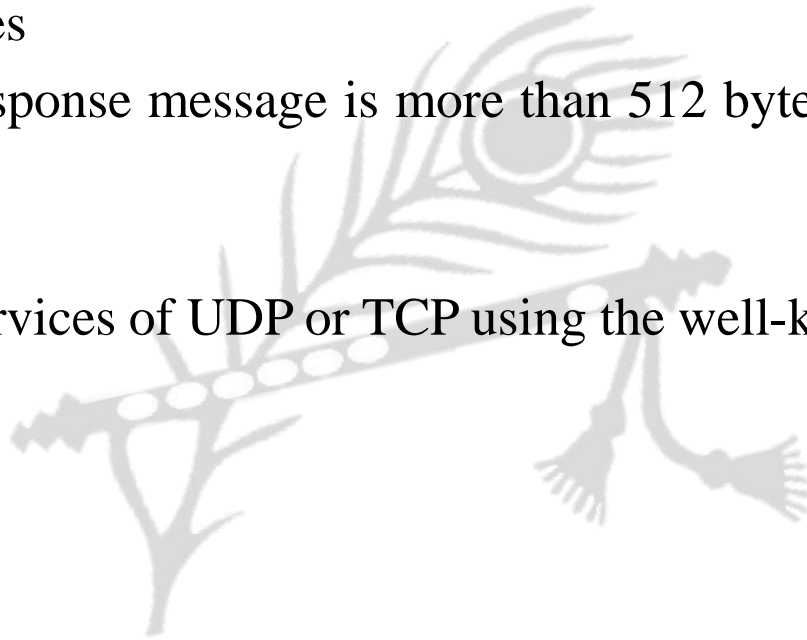 es
sponse message is more than 512 byte
rvices of UDP or TCP using the well-k